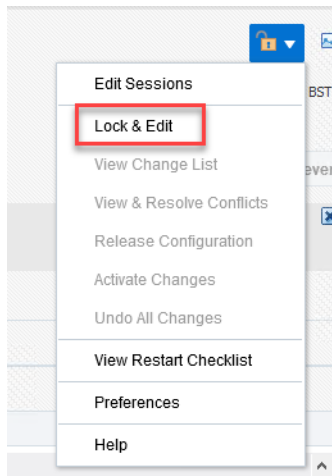 BST
Edit Sessions
Lock & Edit
View Change List
View & Resolve Conflicts
Release Configuration
Activate Changes
Undo All Changes
View Restart Checklist
Preferences
Help